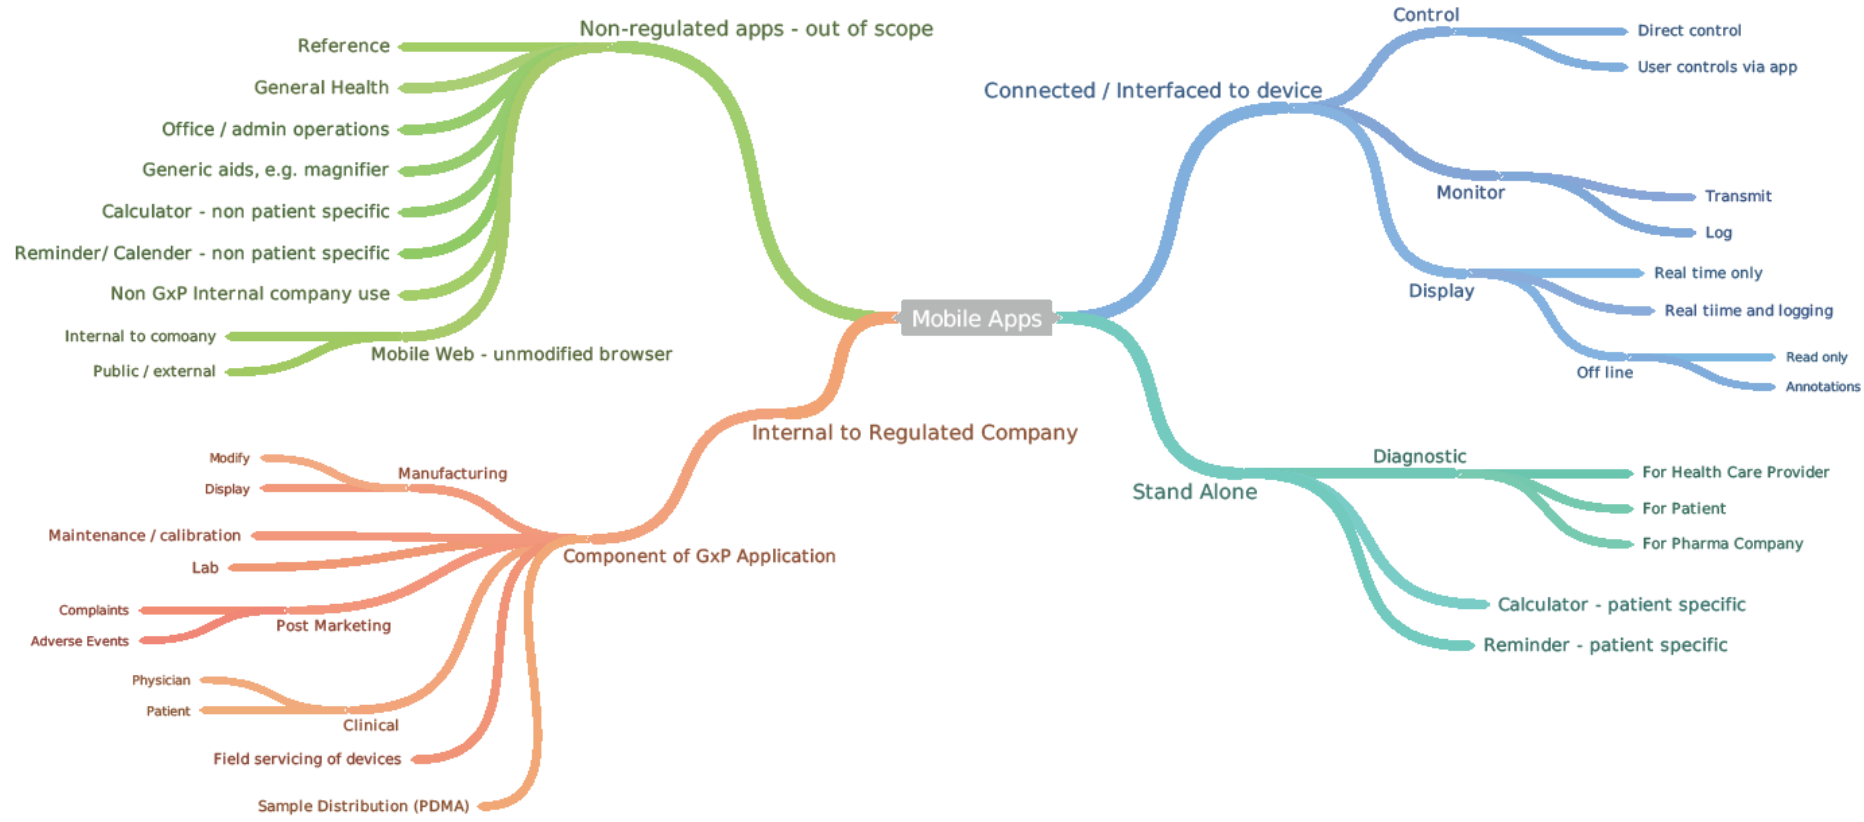 Mobile Apps
Non-regulated apps - out of scope
Reference
General Health
Office / admin operations
Generic aids, e.g. magnifier
Calculator - non patient specific
Reminder/ Calender - non patient specific
Non GxP Internal company use
Mobile Web - unmodified browser
Internal to comoany
Public / external
Internal to Regulated Company
Component of GxP Application
Manufacturing
Modify
Display
Maintenance / calibration
Lab
Post Marketing
Complaints
Adverse Events
Clinical
Physician
Patient
Field servicing of devices
Sample Distribution (PDMA)
Connected / Interfaced to device
Control
Direct control
User controls via app
Monitor
Transmit
Log
Display
Real time only
Real tiime and logging
Off line
Read only
Annotations
Stand Alone
Diagnostic
For Health Care Provider
For Patient
For Pharma Company
Calculator - patient specific
Reminder - patient specific